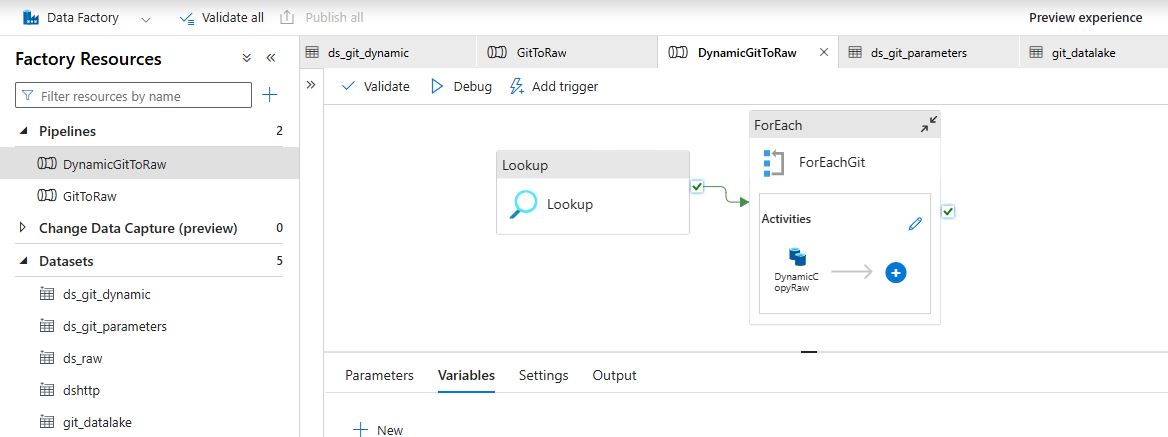 Data Factory
Validate all
Publish all
Preview experience
Factory Resources
Filter resources by name
Pipelines 2
DynamicGitToRaw
GitToRaw
Change Data Capture (preview) 0
Datasets 5
ds_git_dynamic
ds_git_parameters
ds_raw
dshttp
git_datalake
ds_git_dynamic
GitToRaw
DynamicGitToRaw
ds_git_parameters
git_datalake
Validate
Debug
Add trigger
Lookup
Lookup
ForEach
ForEachGit
Activities
DynamicC
opyRaw
Parameters
Variables
Settings
Output
New